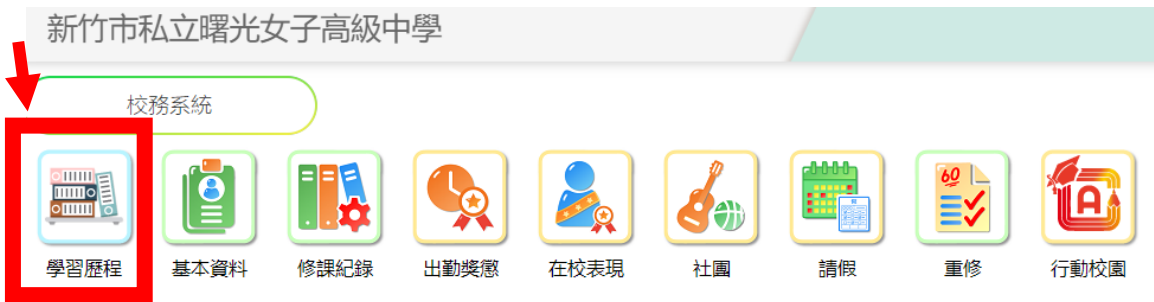 新竹市私立曙光女子高級中學
校務系統
60
A
學習歷程 基本資料 修課紀錄 出勤獎懲 在校表現 社團 請假 重修 行動校園